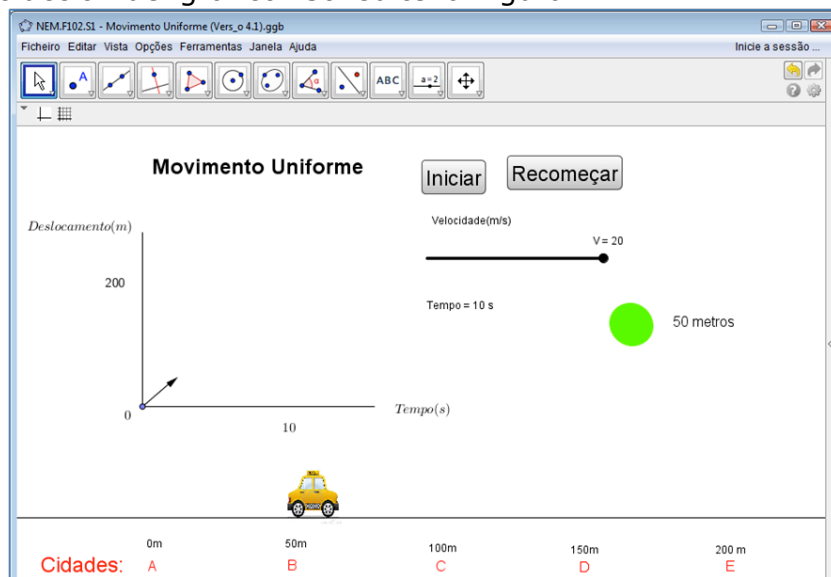 NEM.F102.S1 - Movimento Uniforme (Vers_o 4.1).ggb
Ficheiro Editar Vista Opções Ferramentas Janela Ajuda Inicie a sessão ...
ABC a=2
Movimento Uniforme
Iniciar Recomeçar
Velocidade(m/s)
Deslocamento(m)
V = 20
200
Tempo = 10 s
50 metros
0 Tempo(s)
10
0m 50m 100m 150m 200 m
Cidades: A B C D E